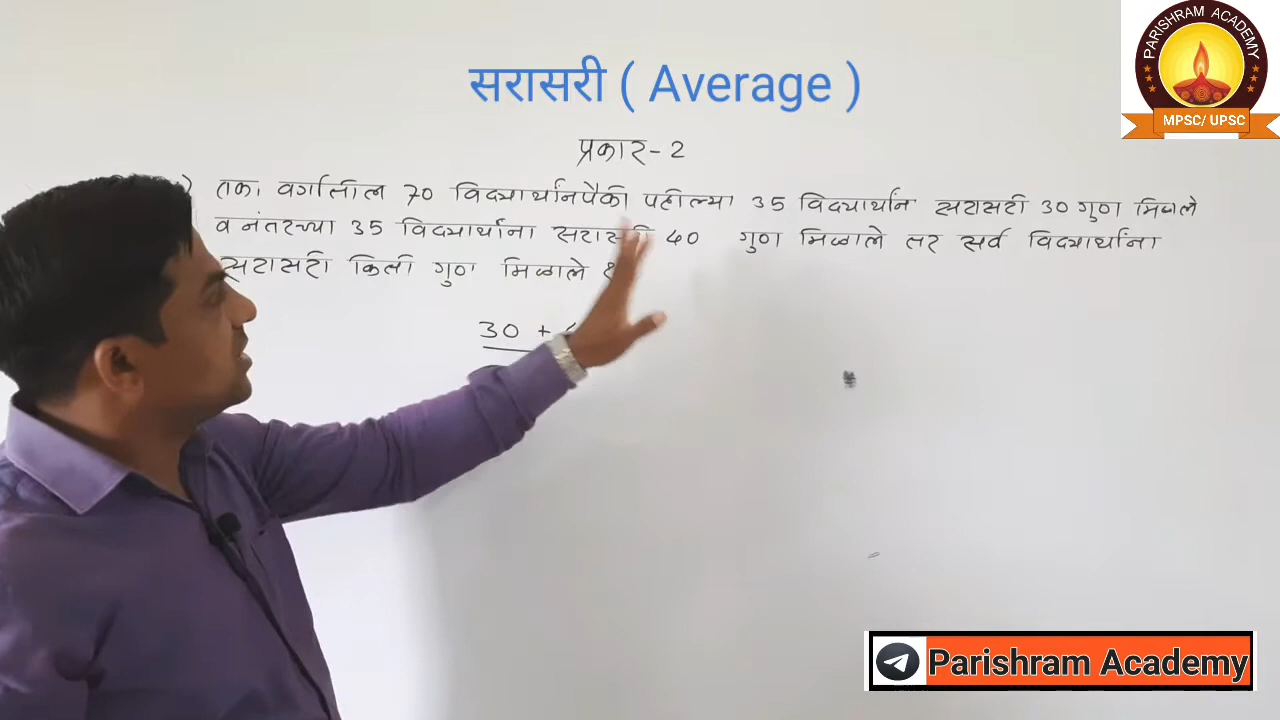 PARISHRAM ACADEMY
MPSC/ UPSC
सरासरी ( Average )
प्रकार - 2
एका वर्गातील 70 विद्यार्थ्यांनपैकी पहील्या 35 विद्यार्थ्यांन सरासरी 30 गुण मिळाले
व नंतरच्या 35 विद्यार्थ्यांना सरासरी 40 गुण मिळाले तर सर्व विद्यार्थ्यांना
सरासरी किती गुण मिळाले
30 +
Parishram Academy